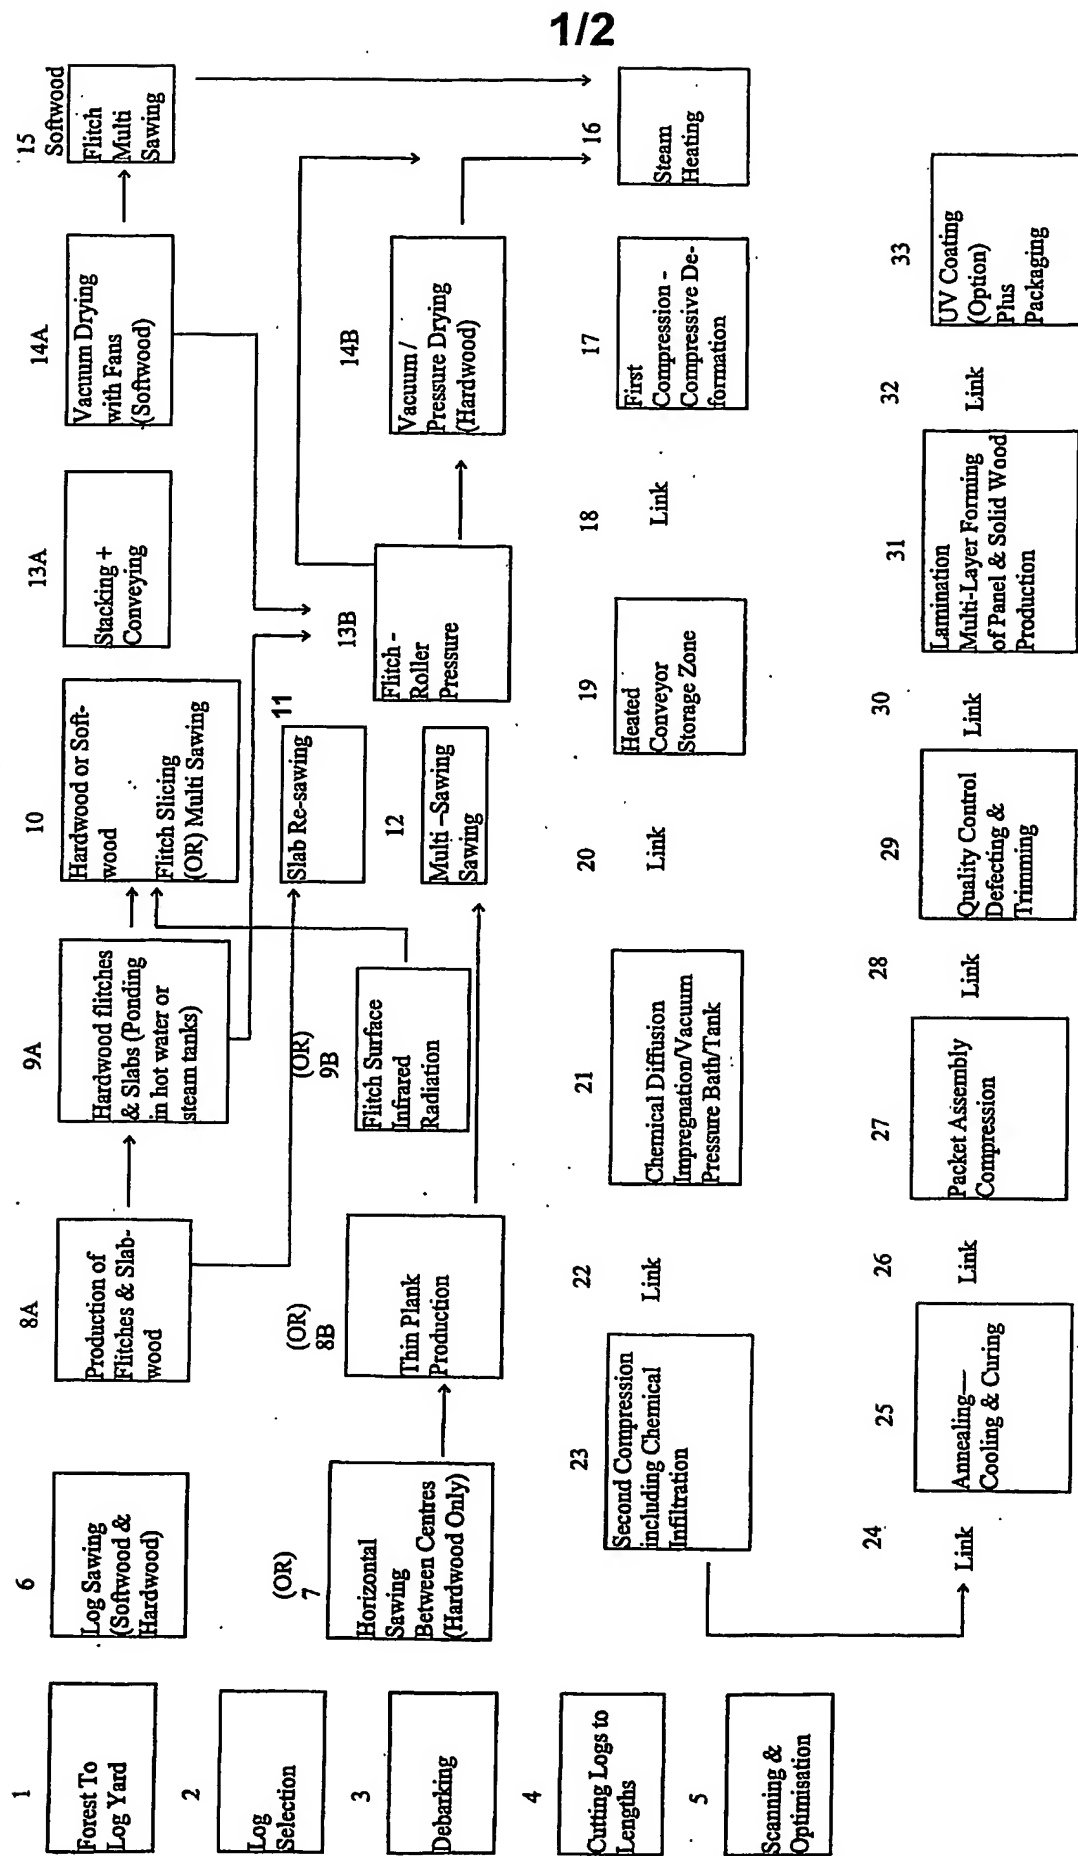 1/2
1
Forest To
Log Yard
2
Log
Selection
3
Debarking
4
Cutting Logs to
Lengths
5
Scanning &
Optimisation
6
Log Sawing
(Softwood &
Hardwood)
(OR)
7
Horizontal
Sawing
Between Centres
(Hardwood Only)
8A
Production of
Flitches & Slab-
wood
(OR)
8B
Thin Plank
Production
9A
Hardwood flitches
& Slabs (Ponding
in hot water or
steam tanks)
(OR)
9B
Flitch Surface
Infrared
Radiation
10
Hardwood or Soft-
wood
Flitch Slicing
(OR) Multi Sawing
11
Slab Re-sawing
12
Multi –Sawing
Sawing
13A
Stacking +
Conveying
13B
Flitch -
Roller
Pressure
14A
Vacuum Drying
with Fans
(Softwood)
14B
Vacuum /
Pressure Drying
(Hardwood)
15
Softwood
Flitch
Multi
Sawing
16
Steam
Heating
17
First
Compression -
Compressive De-
formation
18
Link
19
Heated
Conveyor
Storage Zone
20
Link
21
Chemical Diffusion
Impregnation/Vacuum
Pressure Bath/Tank
22
Link
23
Second Compression
including Chemical
Infiltration
24
Link
25
Annealing—
Cooling & Curing
26
Link
27
Packet Assembly
Compression
28
Link
29
Quality Control
Defecting &
Trimming
30
Link
31
Lamination
Multi-Layer Forming
of Panel & Solid Wood
Production
32
Link
33
UV Coating
(Option)
Plus
Packaging